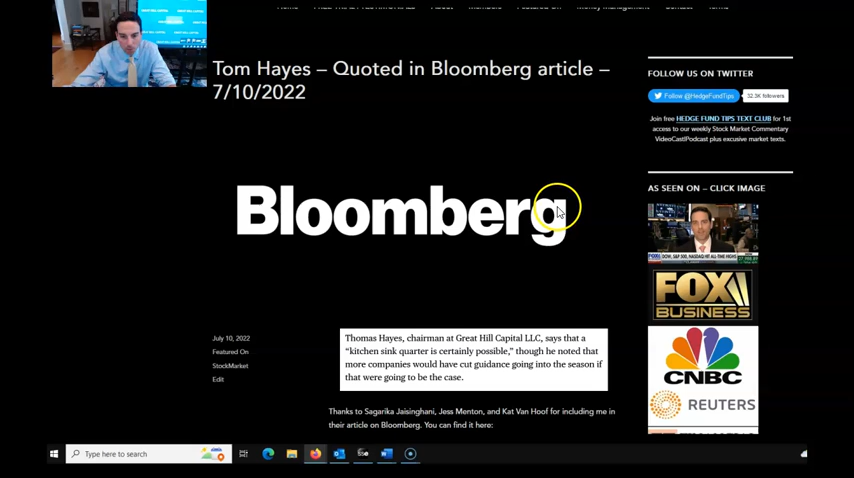 Tom Hayes – Quoted in Bloomberg article –
7/10/2022
FOLLOW US ON TWITTER
Follow @HedgeFundTips
32.3K followers
Join free HEDGE FUND TIPS TEXT CLUB for 1st
access to our weekly Stock Market Commentary
VideoCast|Podcast plus excusive market texts.
AS SEEN ON – CLICK IMAGE
Bloomberg
FOX
BUSINESS
CNBC
REUTERS
July 10, 2022
Featured On
StockMarket
Edit
Thomas Hayes, chairman at Great Hill Capital LLC, says that a
“kitchen sink quarter is certainly possible,” though he noted that
more companies would have cut guidance going into the season if
that were going to be the case.
Thanks to Sagarika Jaisinghani, Jess Menton, and Kat Van Hoof for including me in
their article on Bloomberg. You can find it here:
Type here to search